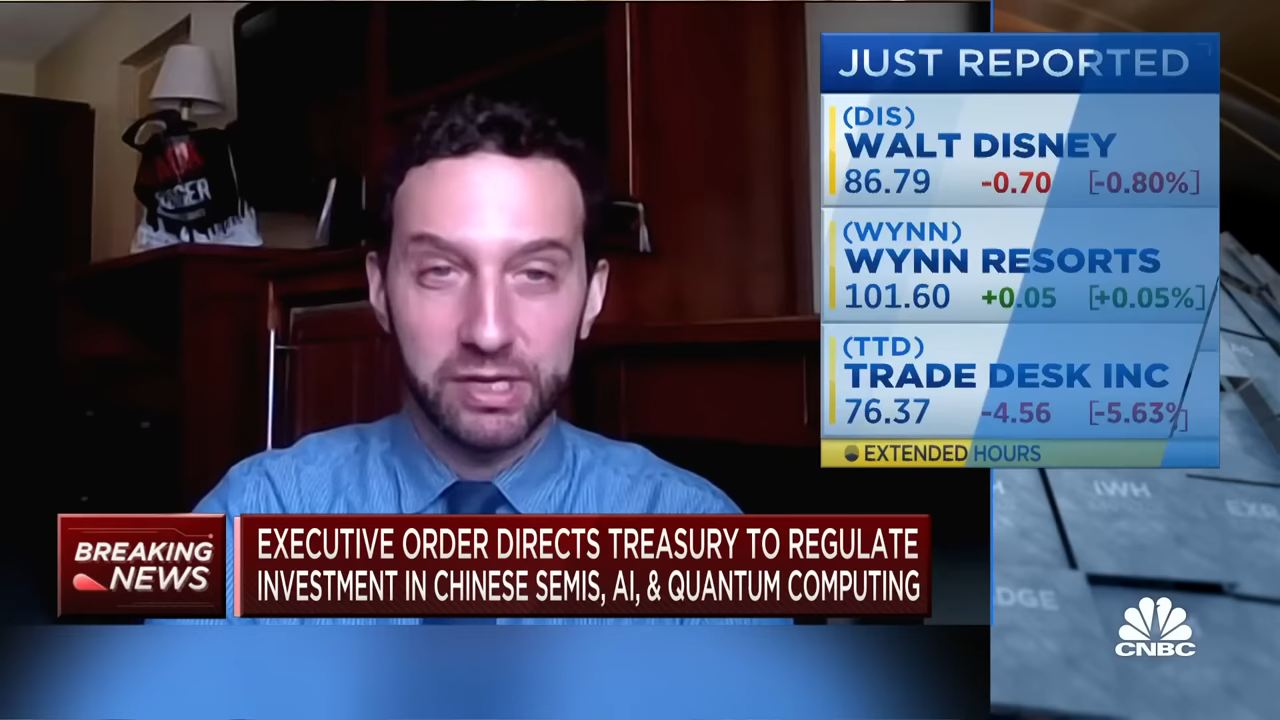 JUST REPORTED
(DIS)
WALT DISNEY
86.79 -0.70 [-0.80%]
(WYNN)
WYNN RESORTS
101.60 +0.05 [+0.05%]
(TTD)
TRADE DESK INC
76.37 -4.56 [-5.63%]
EXTENDED HOURS
BREAKING
NEWS
EXECUTIVE ORDER DIRECTS TREASURY TO REGULATE
INVESTMENT IN CHINESE SEMIS, AI, & QUANTUM COMPUTING
IWH
CNBC